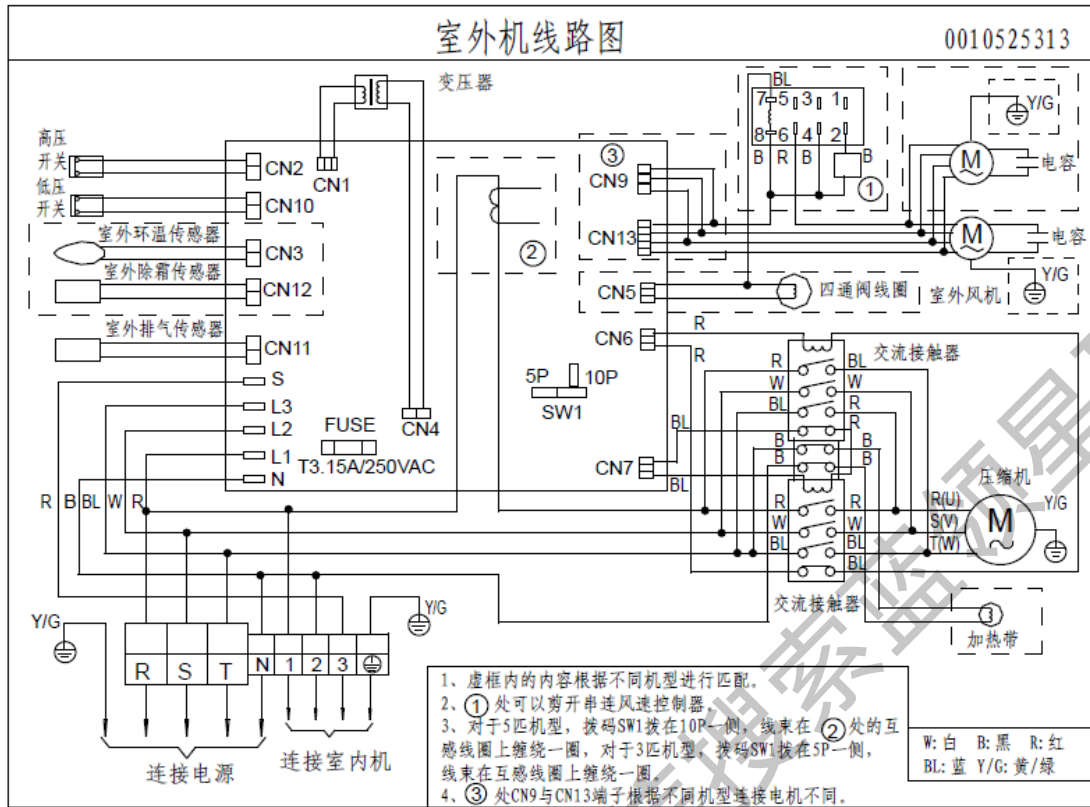 室外机线路图
0010525313
变压器
高压
开关
低压
开关
CN2
CN10
CN1
室外环温传感器
CN3
室外除霜传感器
CN12
室外排气传感器
CN11
S
L3
L2
L1
N
FUSE
T3.15A/250VAC
CN4
②
③
CN9
CN13
CN5
CN6
CN7
5P
10P
SW1
BL
7 5 3 1
8 6 4 2
B R B
B
①
Y/G
M
电容
M
电容
Y/G
室外风机
四通阀线圈
R
R
BL
BL
交流接触器
R BL
W W
BL R
R
B B
B B
R R
W W
BL BL
BL
交流接触器
压缩机
R(U)
S(V)
T(W)
M
Y/G
加热带
R B BL W R
Y/G
Y/G
R S T N 1 2 3
连接电源
连接室内机
1、虚框内的内容根据不同机型进行匹配。
2、①处可以剪开串连风速控制器。
3、对于5匹机型，拨码SW1拨在10P一侧，线束在②处的互
感线圈上缠绕一圈，对于3匹机型，拨码SW1拨在5P一侧，
线束在互感线圈上缠绕一圈。
4、③处CN9与CN13端子根据不同机型连接电机不同。
W: 白 B: 黑 R: 红
BL: 蓝 Y/G: 黄/绿
搜索蓝领星